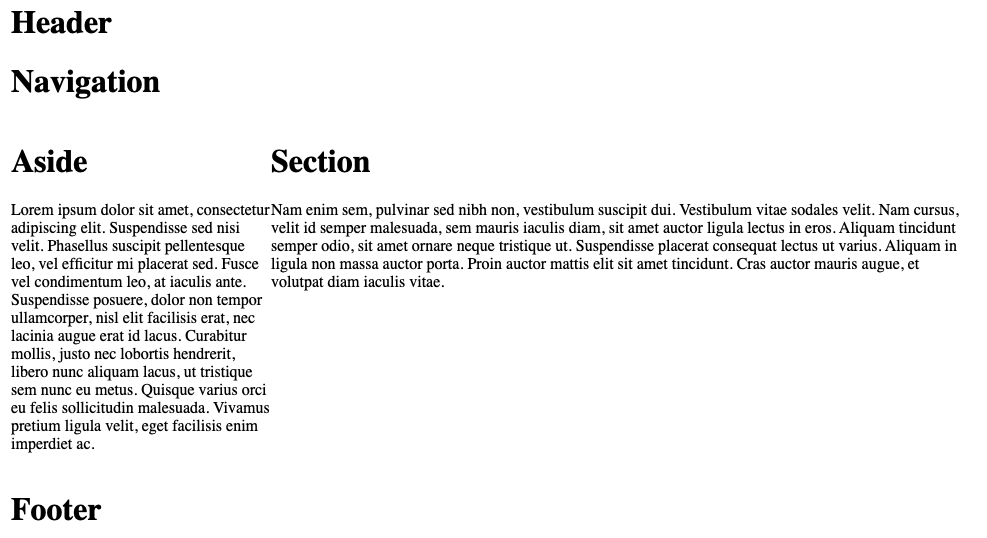 Header
Navigation
Aside
Lorem ipsum dolor sit amet, consectetur
adipiscing elit. Suspendisse sed nisi
velit. Phasellus suscipit pellentesque
leo, vel efficitur mi placerat sed. Fusce
vel condimentum leo, at iaculis ante.
Suspendisse posuere, dolor non tempor
ullamcorper, nisl elit facilisis erat, nec
lacinia augue erat id lacus. Curabitur
mollis, justo nec lobortis hendrerit,
libero nunc aliquam lacus, ut tristique
sem nunc eu metus. Quisque varius orci
eu felis sollicitudin malesuada. Vivamus
pretium ligula velit, eget facilisis enim
imperdiet ac.
Section
Nam enim sem, pulvinar sed nibh non, vestibulum suscipit dui. Vestibulum vitae sodales velit. Nam cursus,
velit id semper malesuada, sem mauris iaculis diam, sit amet auctor ligula lectus in eros. Aliquam tincidunt
semper odio, sit amet ornare neque tristique ut. Suspendisse placerat consequat lectus ut varius. Aliquam in
ligula non massa auctor porta. Proin auctor mattis elit sit amet tincidunt. Cras auctor mauris augue, et
volutpat diam iaculis vitae.
Footer